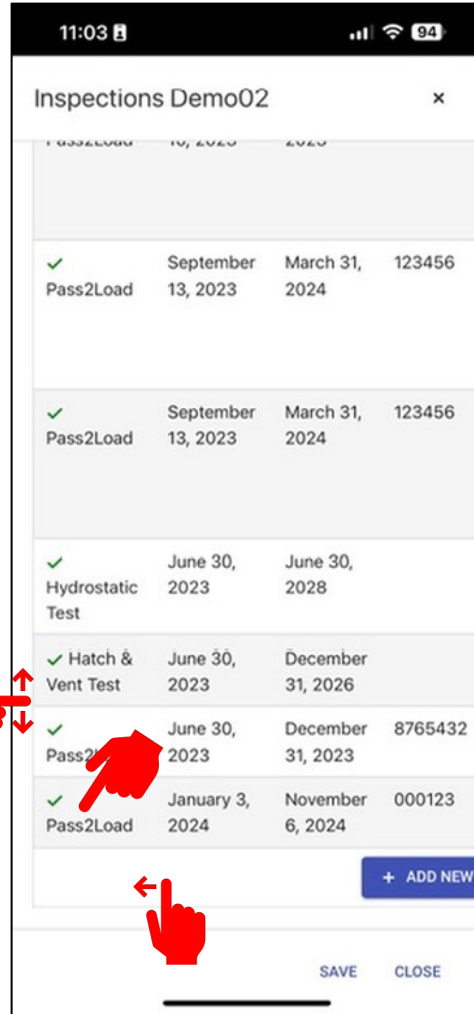 11:03
94
Inspections Demo02 ×
September March 31, 123456
Pass2Load 13, 2023 2024
September March 31, 123456
Pass2Load 13, 2023 2024
June 30, June 30,
Hydrostatic 2023 2028
Test
Hatch & June 30, December
Vent Test 2023 31, 2026
June 30, December 8765432
2023 31, 2023
January 3, November 000123
Pass2Load 2024 6, 2024
+ ADD NEW
SAVE CLOSE